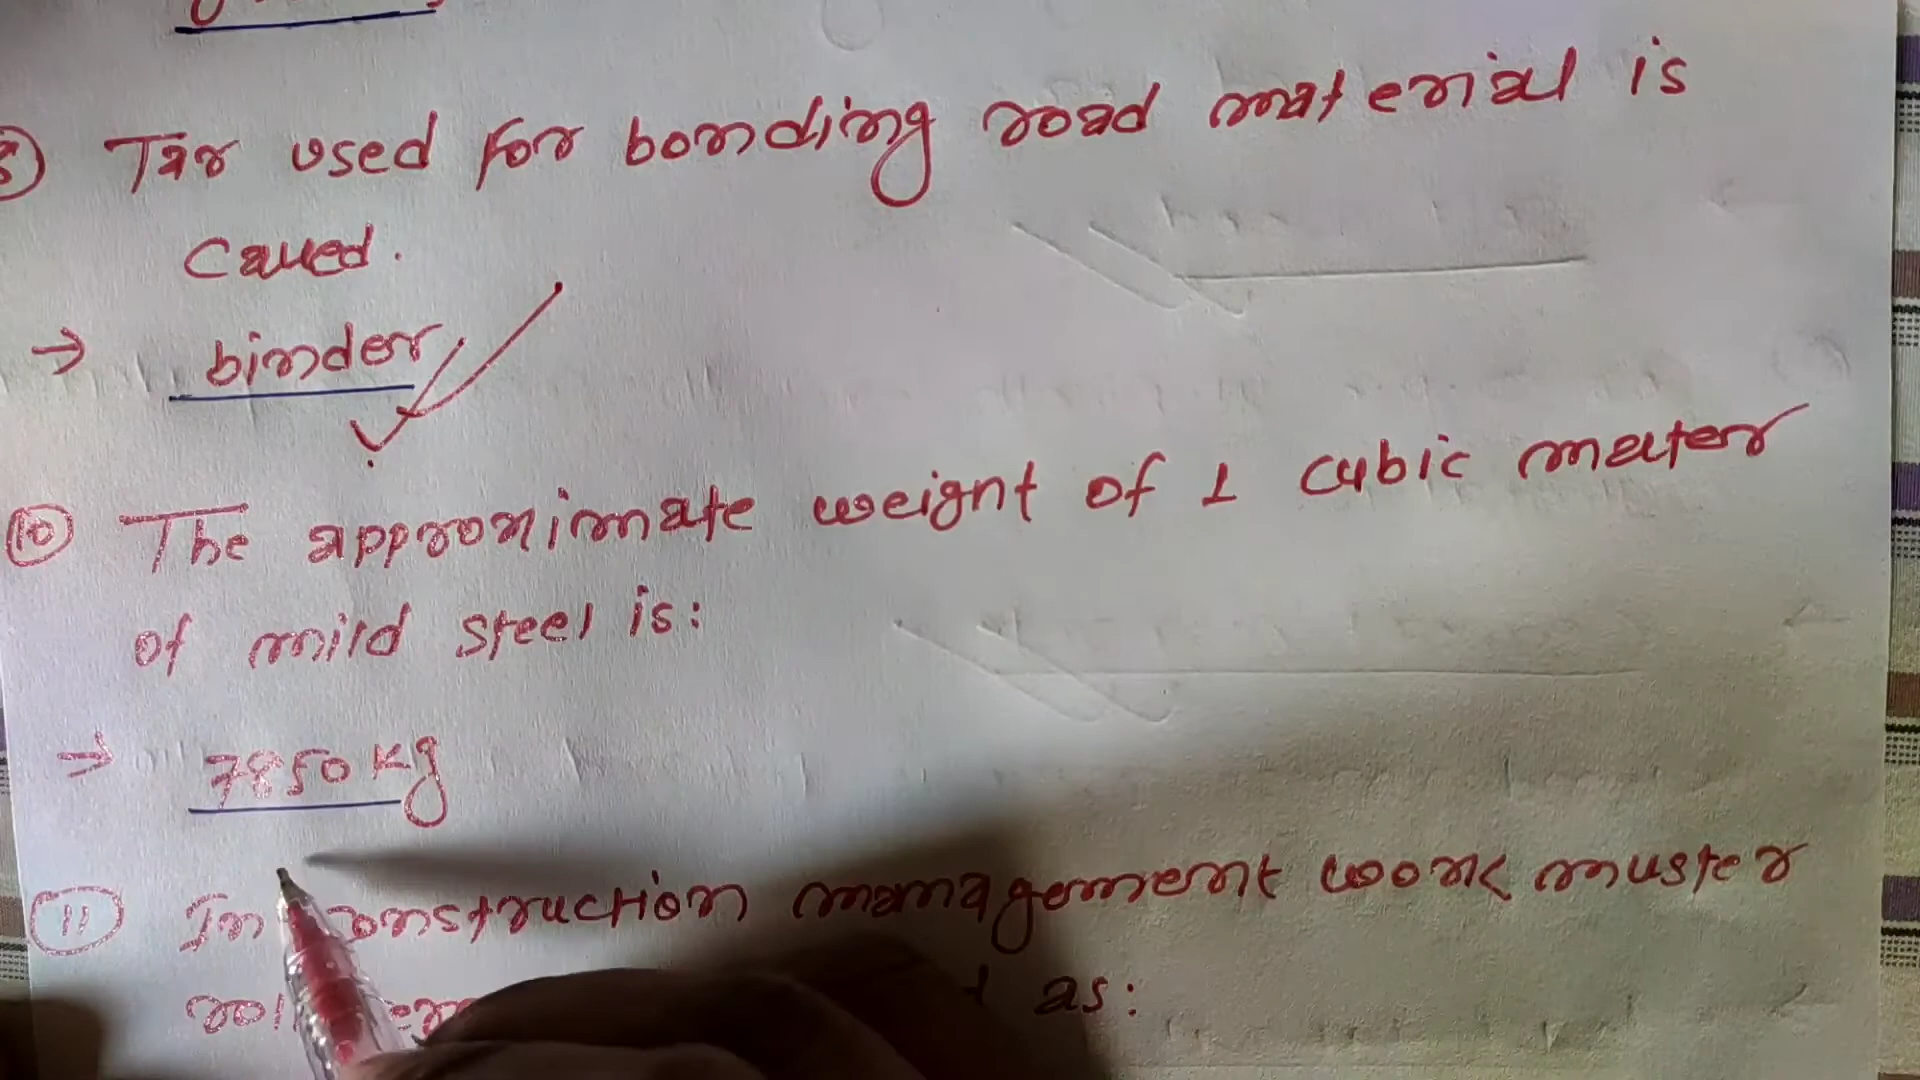 Tar used for bonding road material is
Called.
→ binder
10 The approximate weight of 1 cubic meter
of mild steel is:
→ 7850 kg
11 In construction management work muster
roll as: